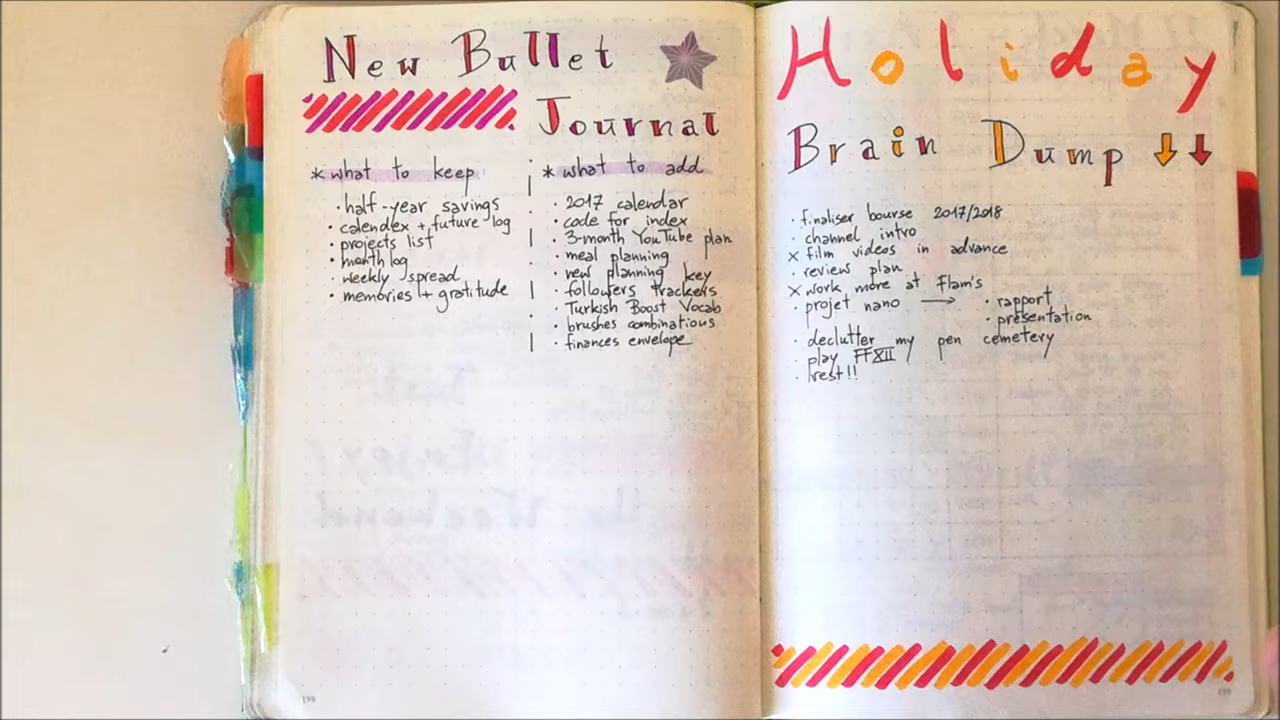 New Bullet
Journal
* what to keep
· half-year savings
· calendex + future log
· projects list
· month log
· weekly spread
· memories + gratitude
* what to add
· 2017 calendar
· code for index
· 3-month YouTube plan
· meal planning
· new planning key
· followers trackers
· Turkish Boost Vocab
· brushes combinations
· finances envelope
198
Holiday
Brain Dump ↓↓
· finaliser bourse 2017/2018
· channel intro
x film videos in advance
· review plan
x work more at Flam's
· projet nano → · rapport
· présentation
· declutter my pen cemetery
· play FFXII
· rest!!
199